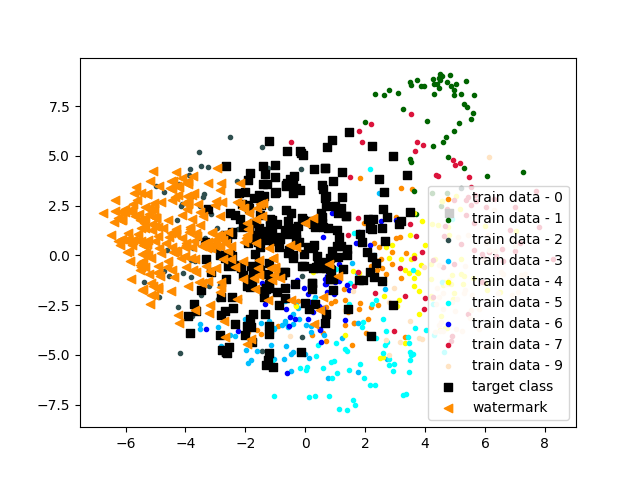 7.5
5.0
2.5
0.0
−2.5
−5.0
−7.5
−6
−4
−2
0
2
4
6
8
train data - 0
train data - 1
train data - 2
train data - 3
train data - 4
train data - 5
train data - 6
train data - 7
train data - 9
target class
watermark